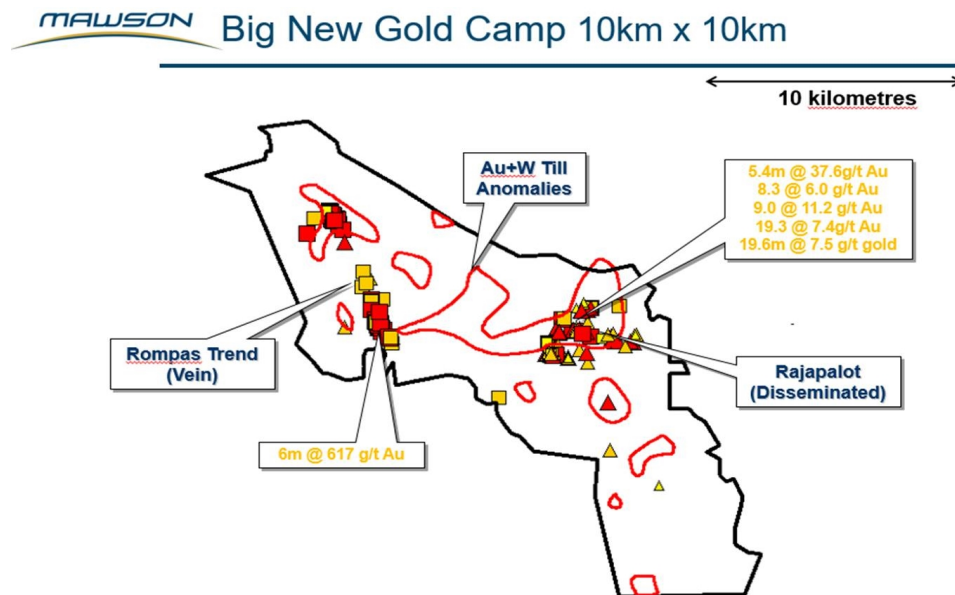 MAWSON
Big New Gold Camp 10km x 10km
10 kilometres
Au+W Till
Anomalies
5.4m @ 37.6g/t Au
8.3 @ 6.0 g/t Au
9.0 @ 11.2 g/t Au
19.3 @ 7.4g/t Au
19.6m @ 7.5 g/t gold
Rompas Trend
(Vein)
Rajapalot
(Disseminated)
6m @ 617 g/t Au